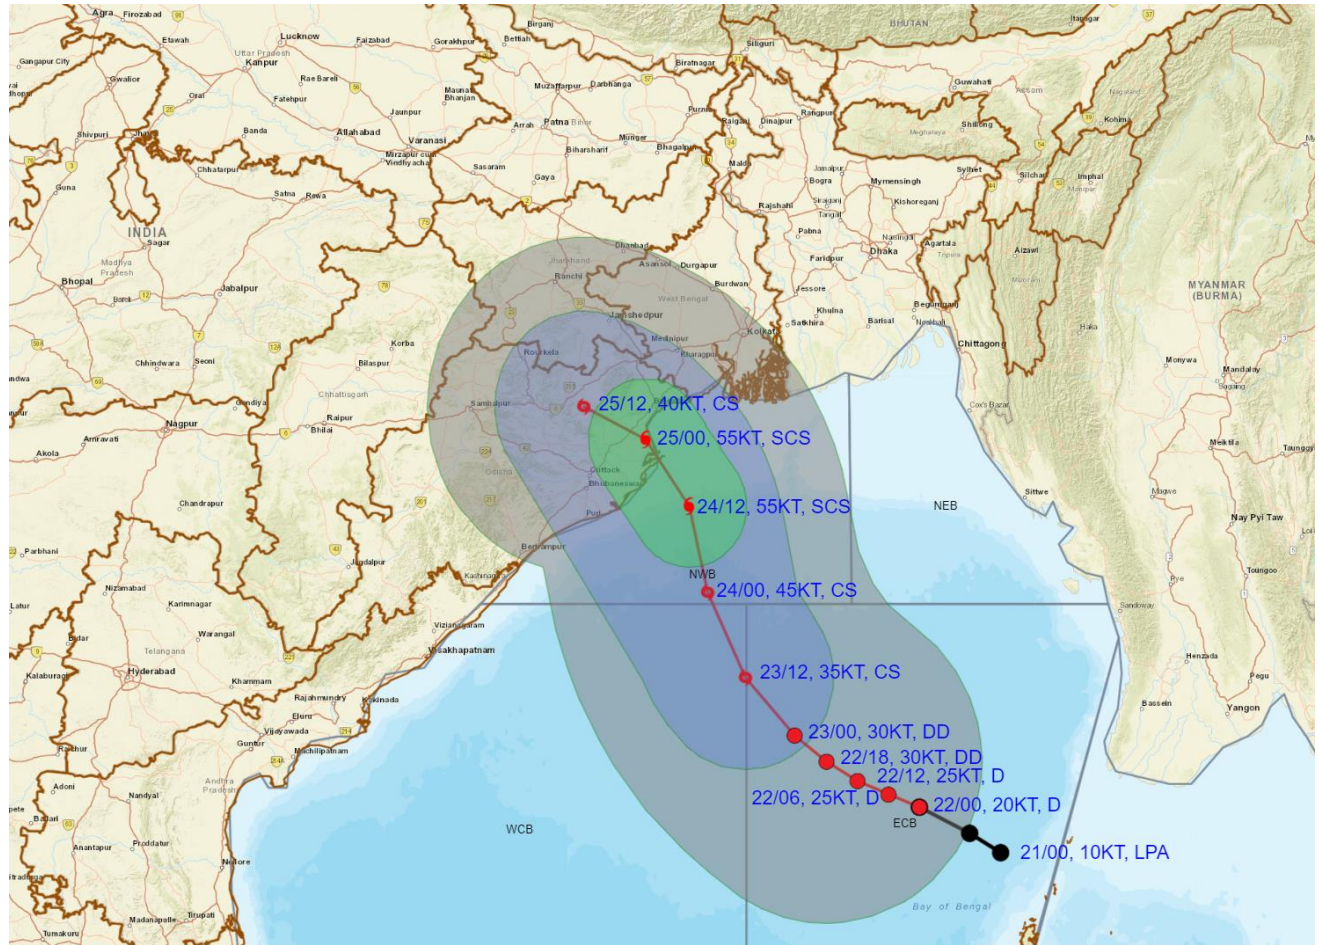 Agra
Firozabad
Etawah
Lucknow
Uttar Pradesh
Kanpur
Rae Bareli
Fatehpur
Faizabad
Gorakhpur
Bettiah
Birganj
Siliguri
BHUTAN
Itanagar
Gangapur City
Gwalior
Orai
Jaunpur
Maunath
Bhanjan
Muzaffarpur
Darbhanga
Biratnagar
Guwahati
Assam
Nagaland
Kohima
Shivpuri
Banda
Allahabad
Varanasi
Arrah
Patna
Bihar
Munger
Bhagalpur
Raiganj
Dinajpur
Rangpur
Meghalaya
Shillong
Mirzapur cum
Vindhyachal
Biharsharif
Malda
Guna
Chhatarpur
Satna
Rewa
Sasaram
Gaya
Jamalpur
Bogra
Mymensingh
Sylhet
Silchar
Imphal
Manipur
INDIA
Sagar
Rajshahi
Sirajganj
Tangail
Kishoreganj
Madhya
Pradesh
Bhopal
Jabalpur
Dhanbad
Jharkhand
Ranchi
Asansol
Durgapur
Pabna
Narsingdi
Dhaka
Faridpur
Agartala
Tripura
Aizawl
Mizoram
MYANMAR
(BURMA)
Burdwan
West Bengal
Jessore
Khulna
Begumganj
Noakhali
Jamshedpur
Medinipur
Kharagpur
Satkhira
Barisal
Chittagong
Haka
Chhindwara
Seoni
Korba
Bilaspur
Rourkela
Monywa
Mandalay
Sagaing
Gondiya
Chhattisgarh
Raipur
Bhilai
Sambalpur
25/12, 40KT, CS
Cox's Bazar
Nagpur
Amravati
Akola
25/00, 55KT, SCS
Meiktila
Taunggyi
Cuttack
Bhubaneswar
Odisha
Puri
Chandrapur
24/12, 55KT, SCS
NEB
Sittwe
Magwe
Nay Pyi Taw
Parbhani
Berhampur
Jagdalpur
NWB
Nizamabad
Karimnagar
24/00, 45KT, CS
Pye
Toungoo
Latur
Bidar
Warangal
Vizianagaram
Visakhapatnam
Sandoway
Telangana
Hyderabad
Khammam
23/12, 35KT, CS
Henzada
Pegu
Rajahmundry
Kakinada
Bassein
Yangon
Eluru
Vijayawada
Guntur
Machilipatnam
23/00, 30KT, DD
22/18, 30KT, DD
22/12, 25KT, D
22/06, 25KT, D
22/00, 20KT, D
ECB
Raichur
Adoni
Nandyal
Andhra
Pradesh
Ballari
WCB
Anantapur
Proddatur
Nellore
21/00, 10KT, LPA
Bay of Bengal
Madanapalle
Tirupati
Tumakuru